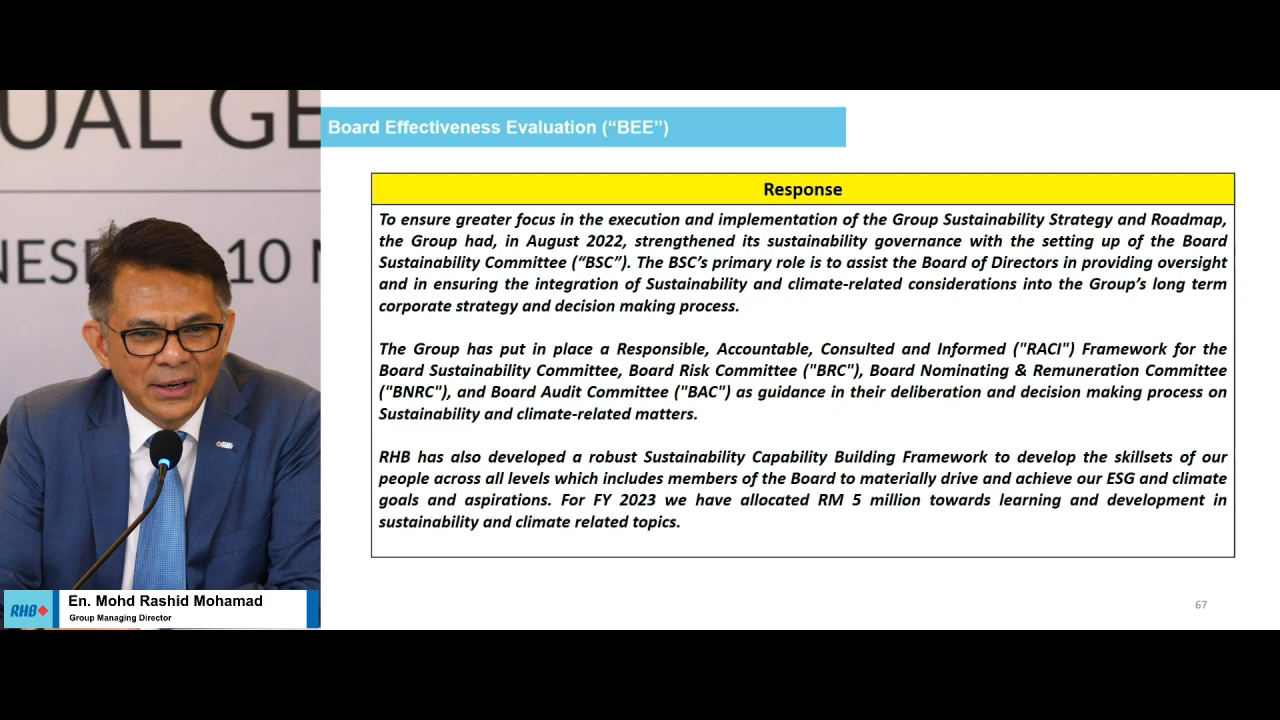 UAL GE
NESD
10 M
Board Effectiveness Evaluation (“BEE”)
Response
To ensure greater focus in the execution and implementation of the Group Sustainability Strategy and Roadmap,
the Group had, in August 2022, strengthened its sustainability governance with the setting up of the Board
Sustainability Committee (“BSC”). The BSC’s primary role is to assist the Board of Directors in providing oversight
and in ensuring the integration of Sustainability and climate-related considerations into the Group’s long term
corporate strategy and decision making process.
The Group has put in place a Responsible, Accountable, Consulted and Informed ("RACI") Framework for the
Board Sustainability Committee, Board Risk Committee ("BRC"), Board Nominating & Remuneration Committee
("BNRC"), and Board Audit Committee ("BAC") as guidance in their deliberation and decision making process on
Sustainability and climate-related matters.
RHB has also developed a robust Sustainability Capability Building Framework to develop the skillsets of our
people across all levels which includes members of the Board to materially drive and achieve our ESG and climate
goals and aspirations. For FY 2023 we have allocated RM 5 million towards learning and development in
sustainability and climate related topics.
RHB
En. Mohd Rashid Mohamad
Group Managing Director
67